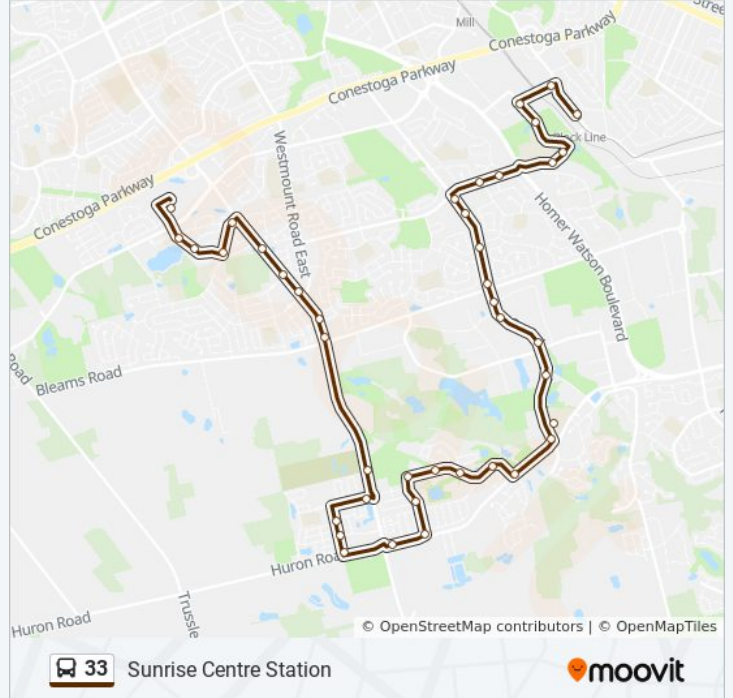 Street
Mill
Conestoga Parkway
Conestoga Parkway
Block Line
Westmount Road East
Conestoga Parkway
Homer Watson Boulevard
Road
Bleams Road
Huron Road
Huron Road
Trussle
© OpenStreetMap contributors | © OpenMapTiles
33 Sunrise Centre Station
moovit